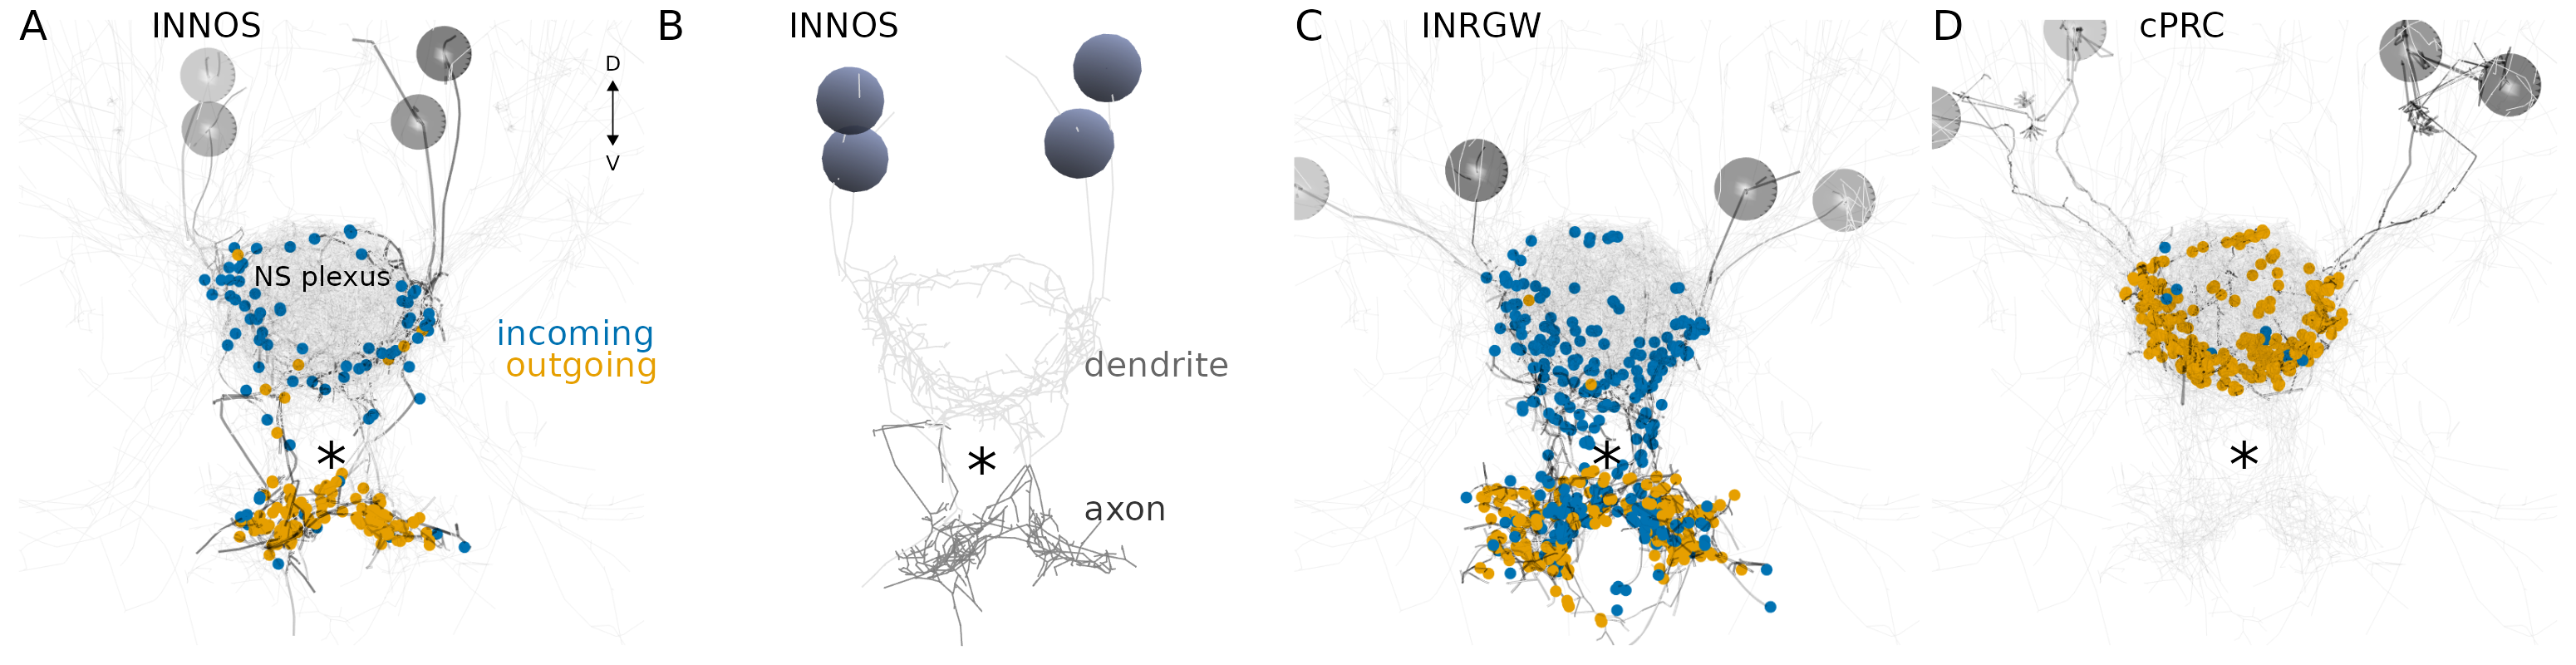 A INNOS
D
V
NS plexus
incoming
outgoing
*
B INNOS
dendrite
*
axon
C INRGW
*
D cPRC
*